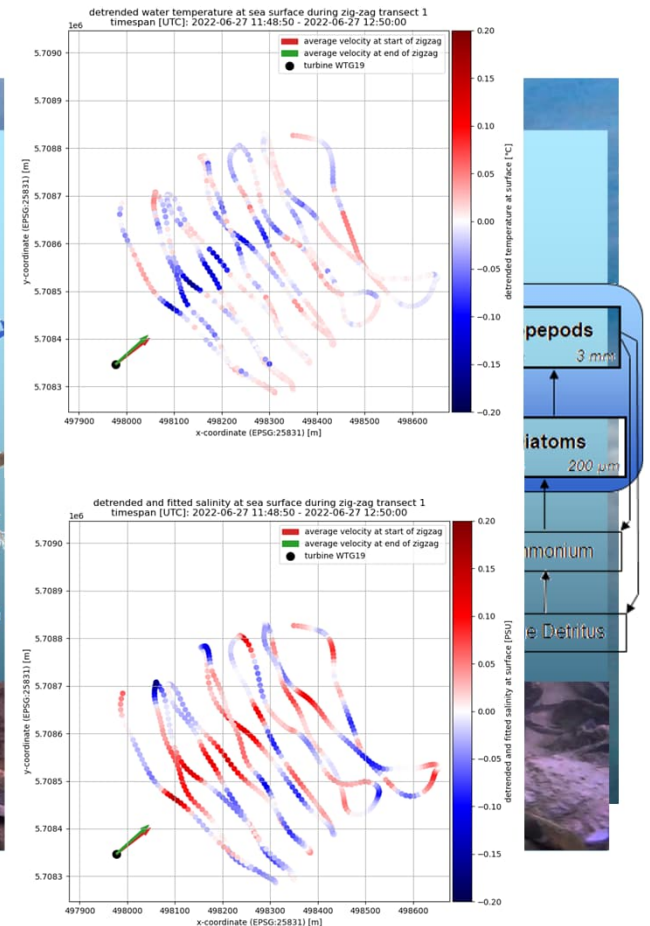 detrended water temperature at sea surface during zig-zag transect 1
timespan [UTC]: 2022-06-27 11:48:50 - 2022-06-27 12:50:00
1e6
average velocity at start of zigzag
average velocity at end of zigzag
turbine WTG19
5.7090
5.7089
5.7088
5.7087
5.7086
5.7085
5.7084
5.7083
y-coordinate (EPSG:25831) [m]
497900 498000 498100 498200 498300 498400 498500 498600
x-coordinate (EPSG:25831) [m]
0.20
0.15
0.10
0.05
0.00
−0.05
−0.10
−0.15
−0.20
detrended temperature at surface [°C]
pepods
3 mm
iatoms
200 µm
mmonium
e Detritus
detrended and fitted salinity at sea surface during zig-zag transect 1
timespan [UTC]: 2022-06-27 11:48:50 - 2022-06-27 12:50:00
1e6
average velocity at start of zigzag
average velocity at end of zigzag
turbine WTG19
5.7090
5.7089
5.7088
5.7087
5.7086
5.7085
5.7084
5.7083
y-coordinate (EPSG:25831) [m]
497900 498000 498100 498200 498300 498400 498500 498600
x-coordinate (EPSG:25831) [m]
0.20
0.15
0.10
0.05
0.00
−0.05
−0.10
−0.15
−0.20
detrended and fitted salinity at surface [PSU]